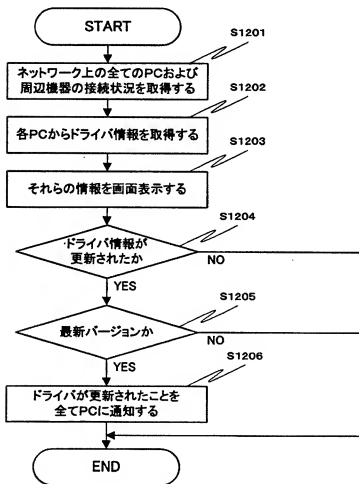 START
S1201
ネットワーク上の全てのPCおよび
周辺機器の接続状況を取得する
S1202
各PCからドライバ情報を取得する
S1203
それらの情報を画面表示する
S1204
ドライバ情報が
更新されたか
NO
YES
S1205
最新バージョンか
NO
YES
S1206
ドライバが更新されたことを
全てPCに通知する
END